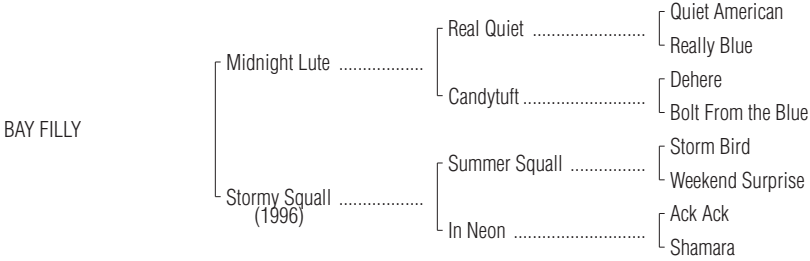 Quiet American
Real Quiet ........................
Really Blue
Midnight Lute ..................
Dehere
Candytuft ..........................
Bolt From the Blue
BAY FILLY
Storm Bird
Summer Squall ................
Weekend Surprise
Stormy Squall ..................
(1996)
Ack Ack
In Neon ............................
Shamara